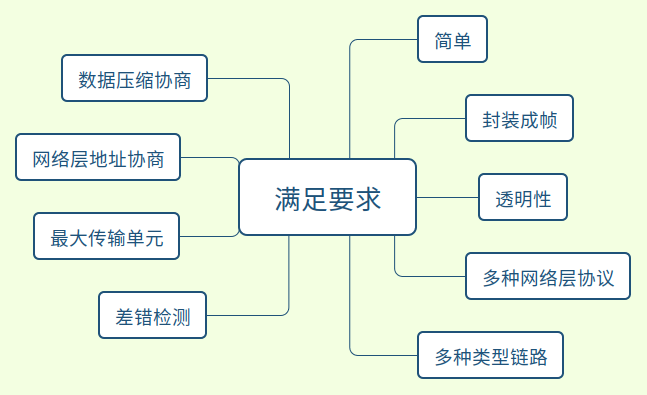 简单
数据压缩协商
封装成帧
网络层地址协商
满足要求
透明性
最大传输单元
多种网络层协议
差错检测
多种类型链路